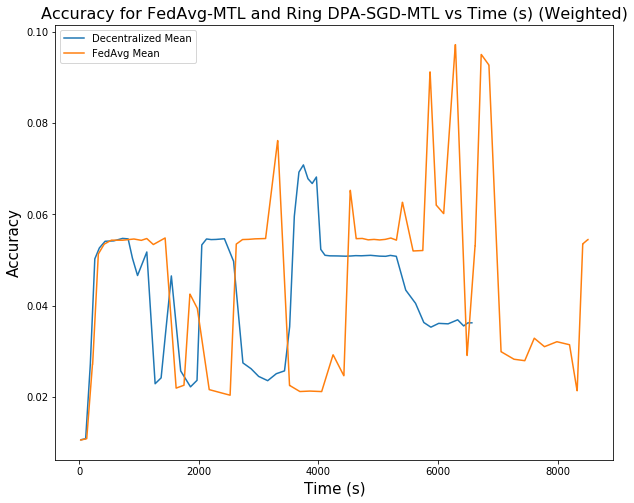 Accuracy for FedAvg-MTL and Ring DPA-SGD-MTL vs Time (s) (Weighted)
Decentralized Mean
FedAvg Mean
Accuracy
0.10
0.08
0.06
0.04
0.02
0 2000 4000 6000 8000
Time (s)